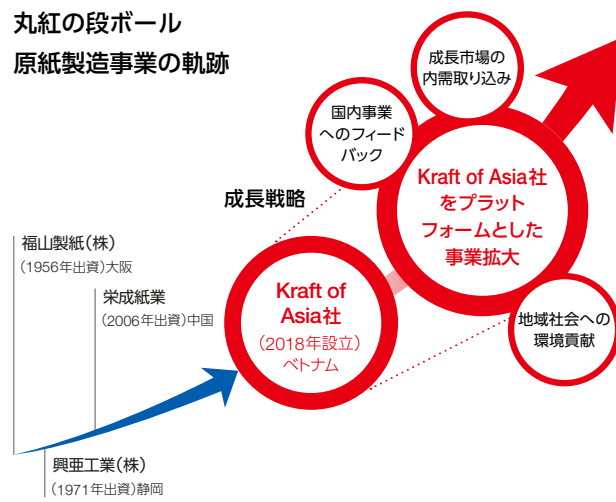 丸紅の段ボール
原紙製造事業の軌跡
成長市場の
内需取り込み
国内事業
へのフィード
バック
Kraft of Asia社
をプラット
フォームとした
事業拡大
成長戦略
福山製紙(株)
(1956年出資)大阪
栄成紙業
(2006年出資)中国
Kraft of
Asia社
(2018年設立)
ベトナム
地域社会への
環境貢献
興亜工業(株)
(1971年出資)静岡